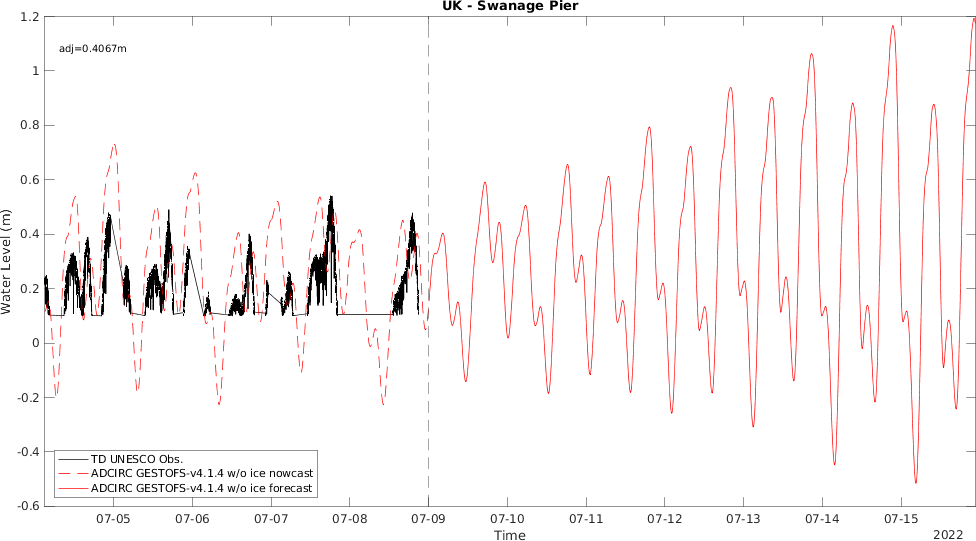 UK - Swanage Pier
1.2
adj=0.4067m
1
0.8
0.6
0.4
0.2
0
-0.2
-0.4
-0.6
Water Level (m)
TD UNESCO Obs.
ADCIRC GESTOFS-v4.1.4 w/o ice nowcast
ADCIRC GESTOFS-v4.1.4 w/o ice forecast
07-05 07-06 07-07 07-08 07-09 07-10 07-11 07-12 07-13 07-14 07-15
Time
2022